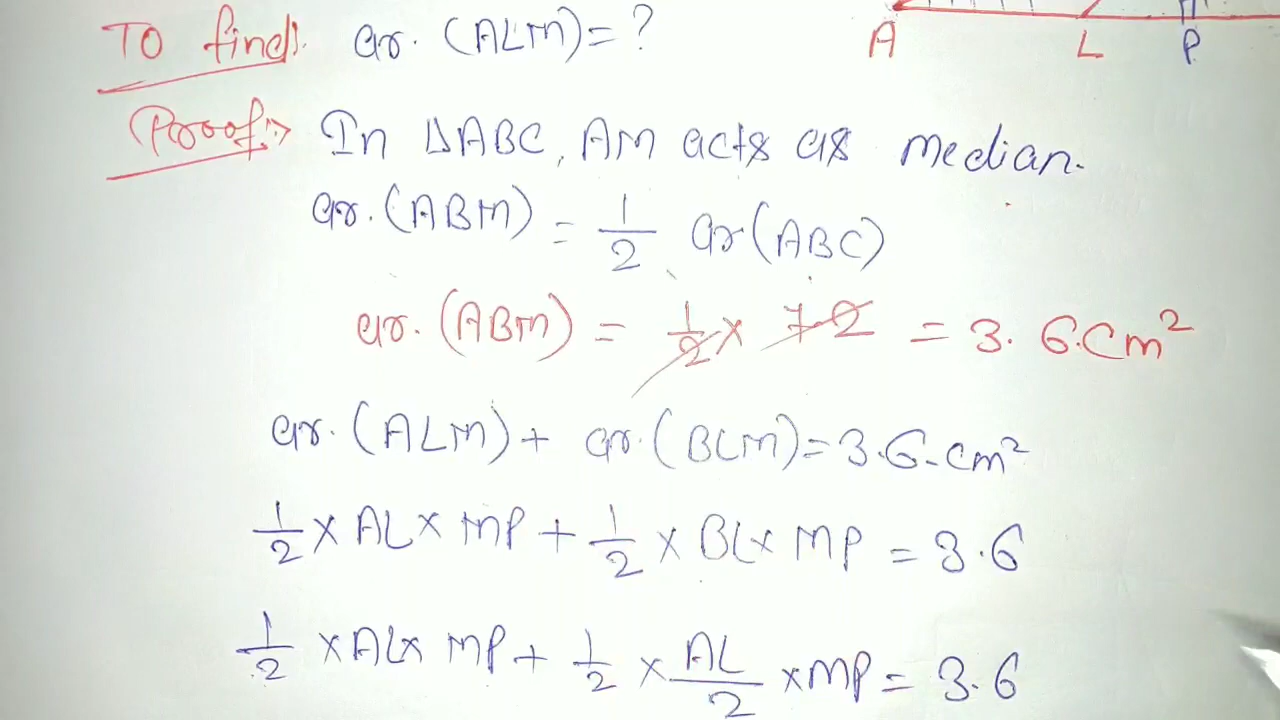 To find: ar. (ALM) = ?
A L P
Proof:→ In ΔABC, AM acts as median.
ar. (ABM) = 1/2 ar (ABC)
ar. (ABM) = 1/2 × 7.2 = 3.6 cm²
ar. (ALM) + ar. (BLM) = 3.6 cm²
1/2 × AL × MP + 1/2 × BL × MP = 3.6
1/2 × AL × MP + 1/2 × AL/2 × MP = 3.6